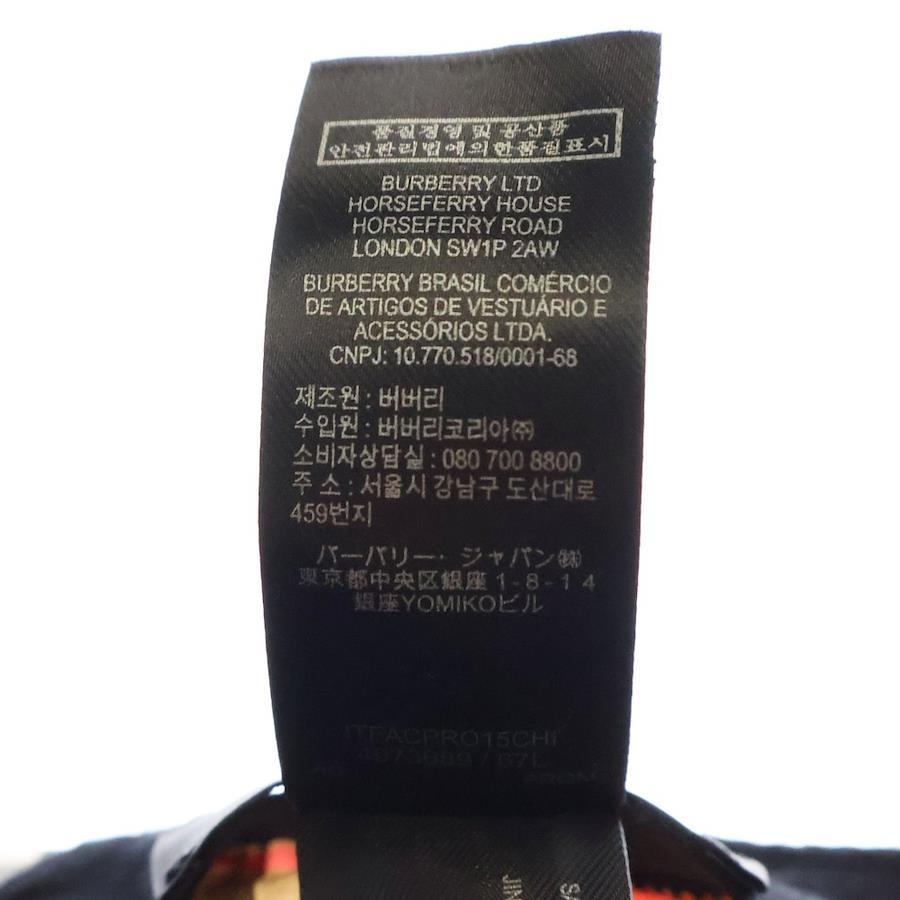 품질경영 및 공산품
안전관리법에의한품질표시
BURBERRY LTD
HORSEFERRY HOUSE
HORSEFERRY ROAD
LONDON SW1P 2AW
BURBERRY BRASIL COMÉRCIO
DE ARTIGOS DE VESTUÁRIO E
ACESSÓRIOS LTDA.
CNPJ: 10.770.518/0001-68
제조원 : 버버리
수입원 : 버버리코리아㈜
소비자상담실 : 080 700 8800
주 소 : 서울시 강남구 도산대로
459번지
バーバリー・ジャパン㈱
東京都中央区銀座1-8-14
銀座YOMIKOビル
ITFACPRO15CHI
/ 67L